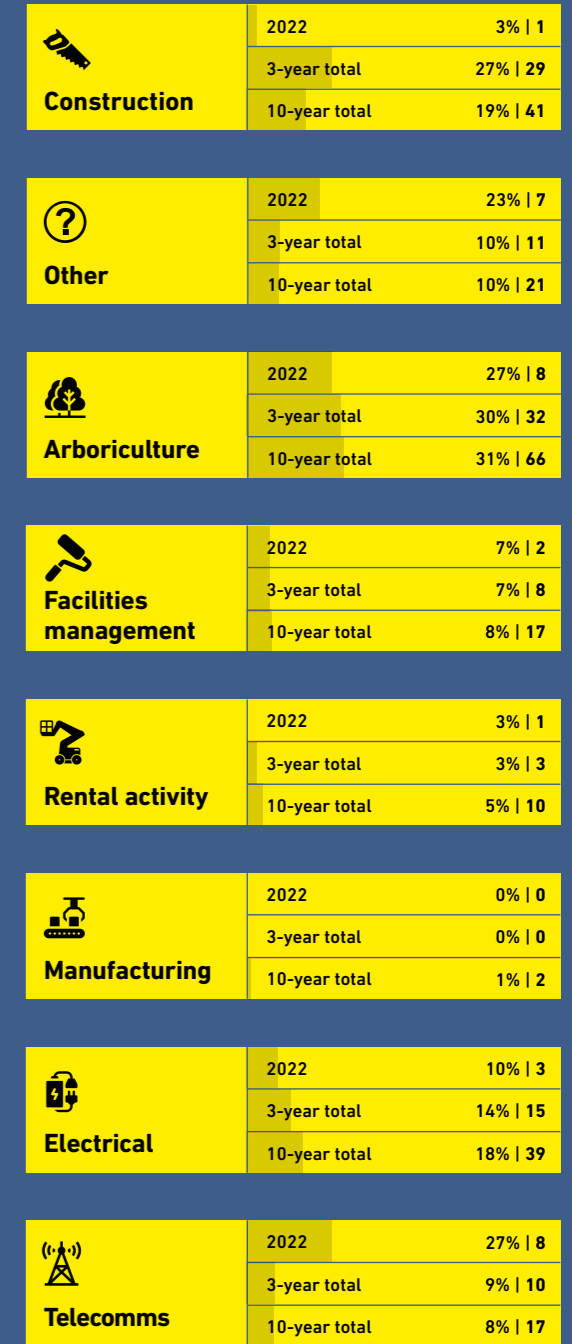 Construction
2022 3% | 1
3-year total 27% | 29
10-year total 19% | 41
Other
2022 23% | 7
3-year total 10% | 11
10-year total 10% | 21
Arboriculture
2022 27% | 8
3-year total 30% | 32
10-year total 31% | 66
Facilities
management
2022 7% | 2
3-year total 7% | 8
10-year total 8% | 17
Rental activity
2022 3% | 1
3-year total 3% | 3
10-year total 5% | 10
Manufacturing
2022 0% | 0
3-year total 0% | 0
10-year total 1% | 2
Electrical
2022 10% | 3
3-year total 14% | 15
10-year total 18% | 39
Telecomms
2022 27% | 8
3-year total 9% | 10
10-year total 8% | 17